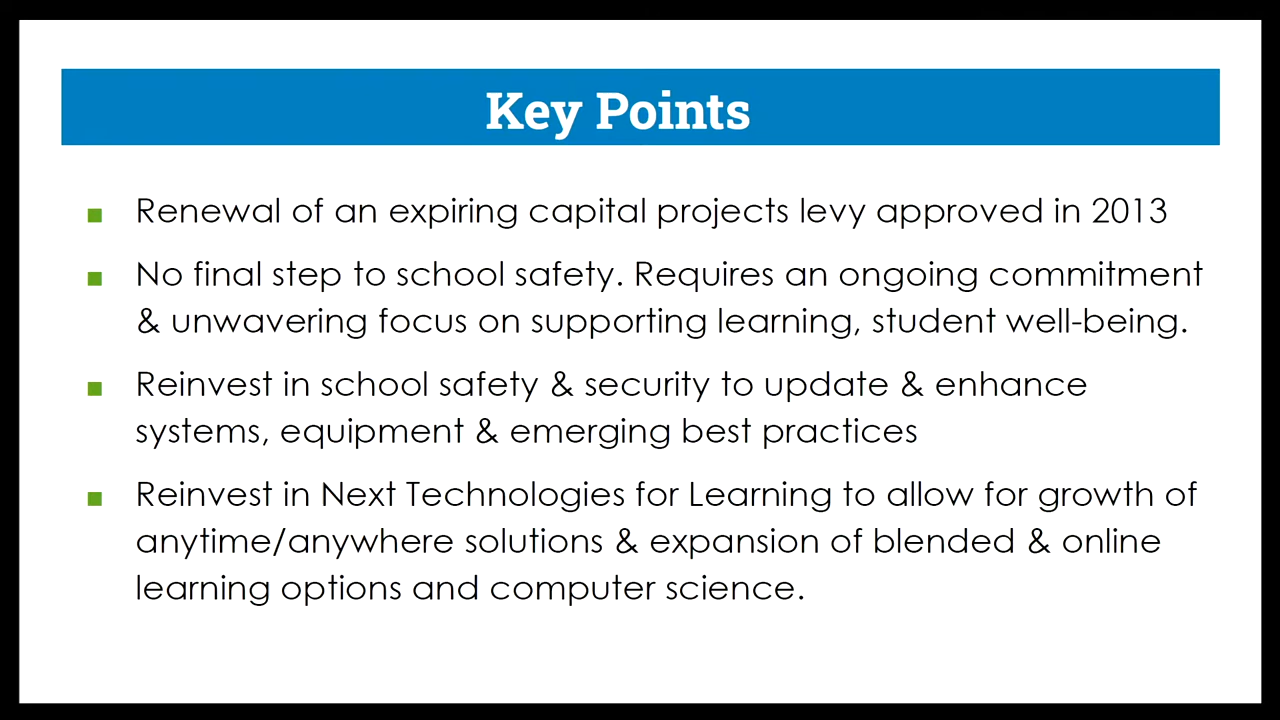 Key Points
Renewal of an expiring capital projects levy approved in 2013
No final step to school safety. Requires an ongoing commitment
& unwavering focus on supporting learning, student well-being.
Reinvest in school safety & security to update & enhance
systems, equipment & emerging best practices
Reinvest in Next Technologies for Learning to allow for growth of
anytime/anywhere solutions & expansion of blended & online
learning options and computer science.